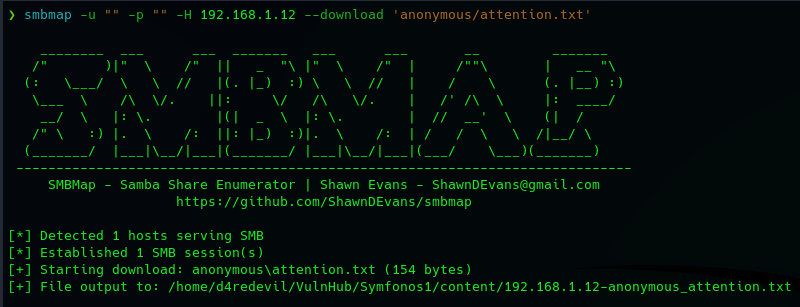 ❯ smbmap -u "" -p "" -H 192.168.1.12 --download 'anonymous/attention.txt'
SMBMAP
-----------------------------------------------------------------------------
SMBMap - Samba Share Enumerator | Shawn Evans - ShawnDEvans@gmail.com
https://github.com/ShawnDEvans/smbmap
[*] Detected 1 hosts serving SMB
[*] Established 1 SMB session(s)
[+] Starting download: anonymous\attention.txt (154 bytes)
[+] File output to: /home/d4redevil/VulnHub/Symfonos1/content/192.168.1.12-anonymous_attention.txt